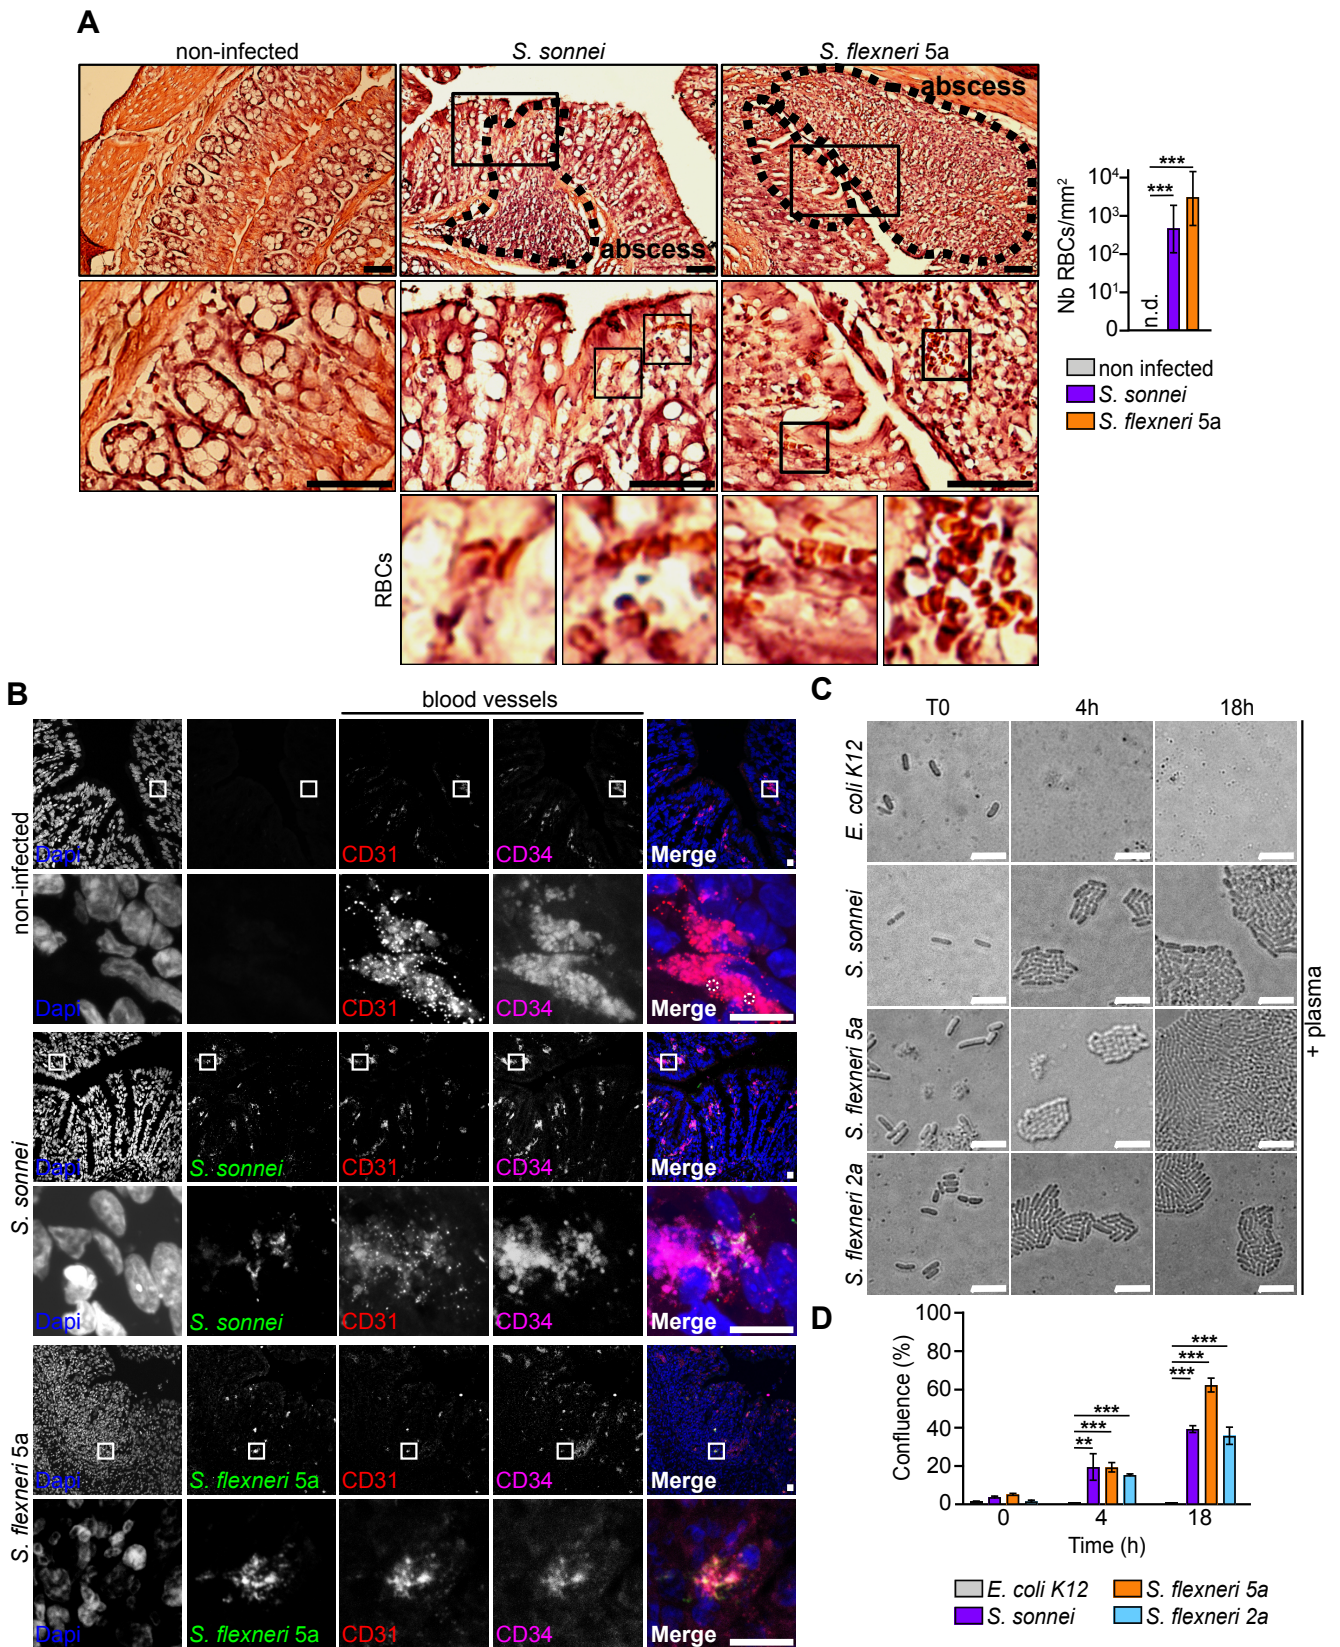 A
non-infected
S. sonnei
S. flexneri 5a
abscess
abscess
RBCs
Nb RBCs/mm²
10⁴
10³
10²
10¹
0
n.d.
***
***
non infected
S. sonnei
S. flexneri 5a
B
blood vessels
non-infected
Dapi
CD31
CD34
Merge
Dapi
CD31
CD34
Merge
S. sonnei
Dapi
S. sonnei
CD31
CD34
Merge
Dapi
S. sonnei
CD31
CD34
Merge
S. flexneri 5a
Dapi
S. flexneri 5a
CD31
CD34
Merge
Dapi
S. flexneri 5a
CD31
CD34
Merge
C
T0
4h
18h
E. coli K12
S. sonnei
S. flexneri 5a
S. flexneri 2a
+ plasma
D
Confluence (%)
100
80
60
40
20
0
**
***
***
***
***
***
0
4
18
Time (h)
E. coli K12
S. sonnei
S. flexneri 5a
S. flexneri 2a